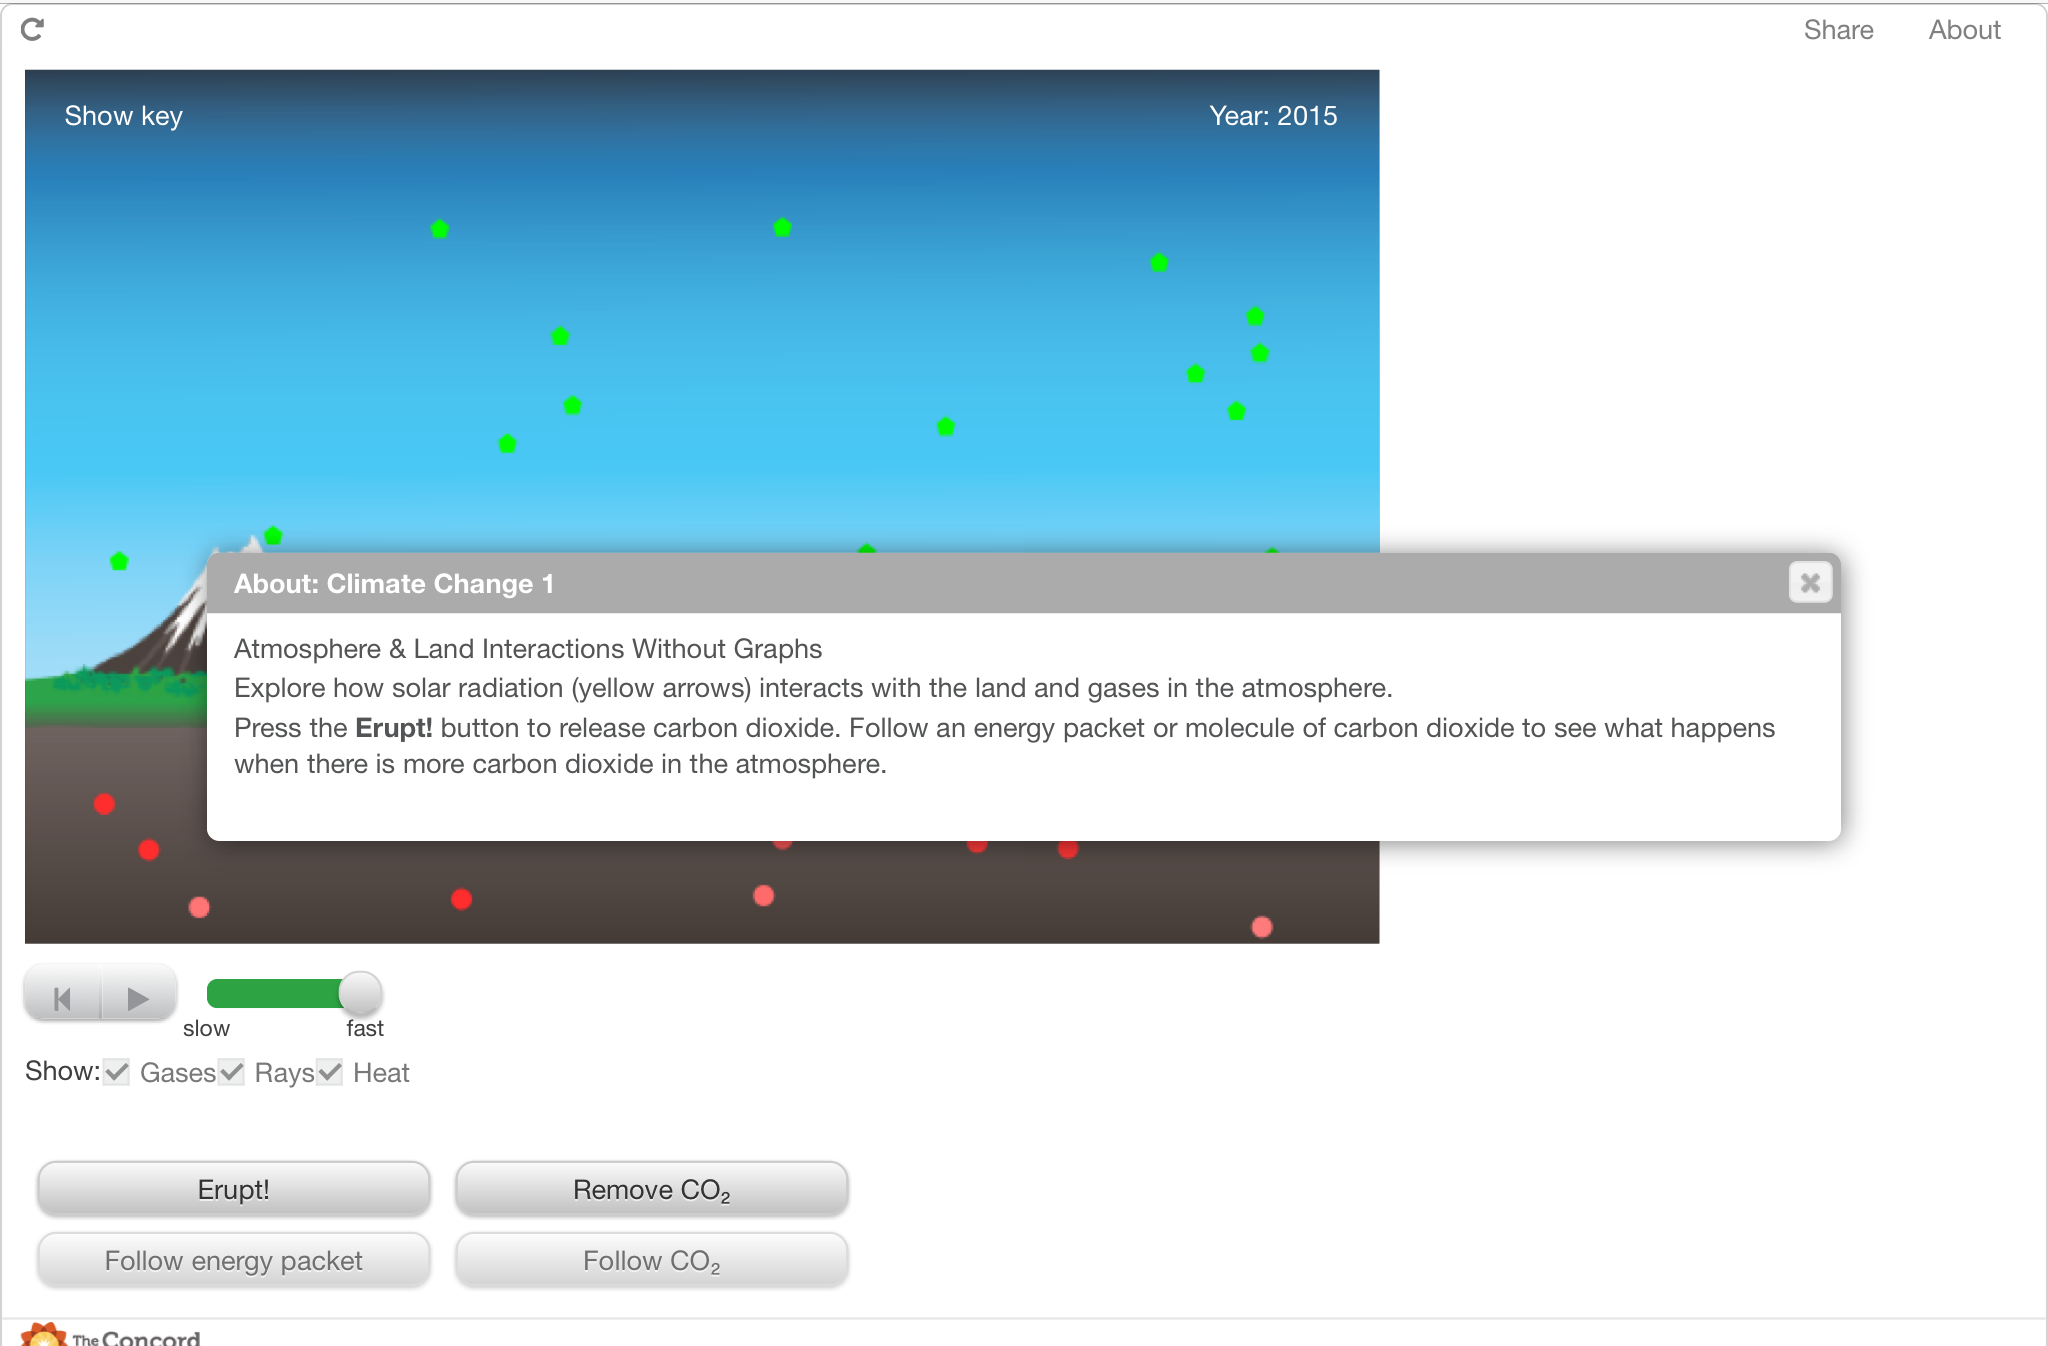 Share About
Show key Year: 2015
About: Climate Change 1
Atmosphere & Land Interactions Without Graphs
Explore how solar radiation (yellow arrows) interacts with the land and gases in the atmosphere.
Press the Erupt! button to release carbon dioxide. Follow an energy packet or molecule of carbon dioxide to see what happens
when there is more carbon dioxide in the atmosphere.
slow fast
Show: Gases Rays Heat
Erupt! Remove CO₂
Follow energy packet Follow CO₂
The Concord